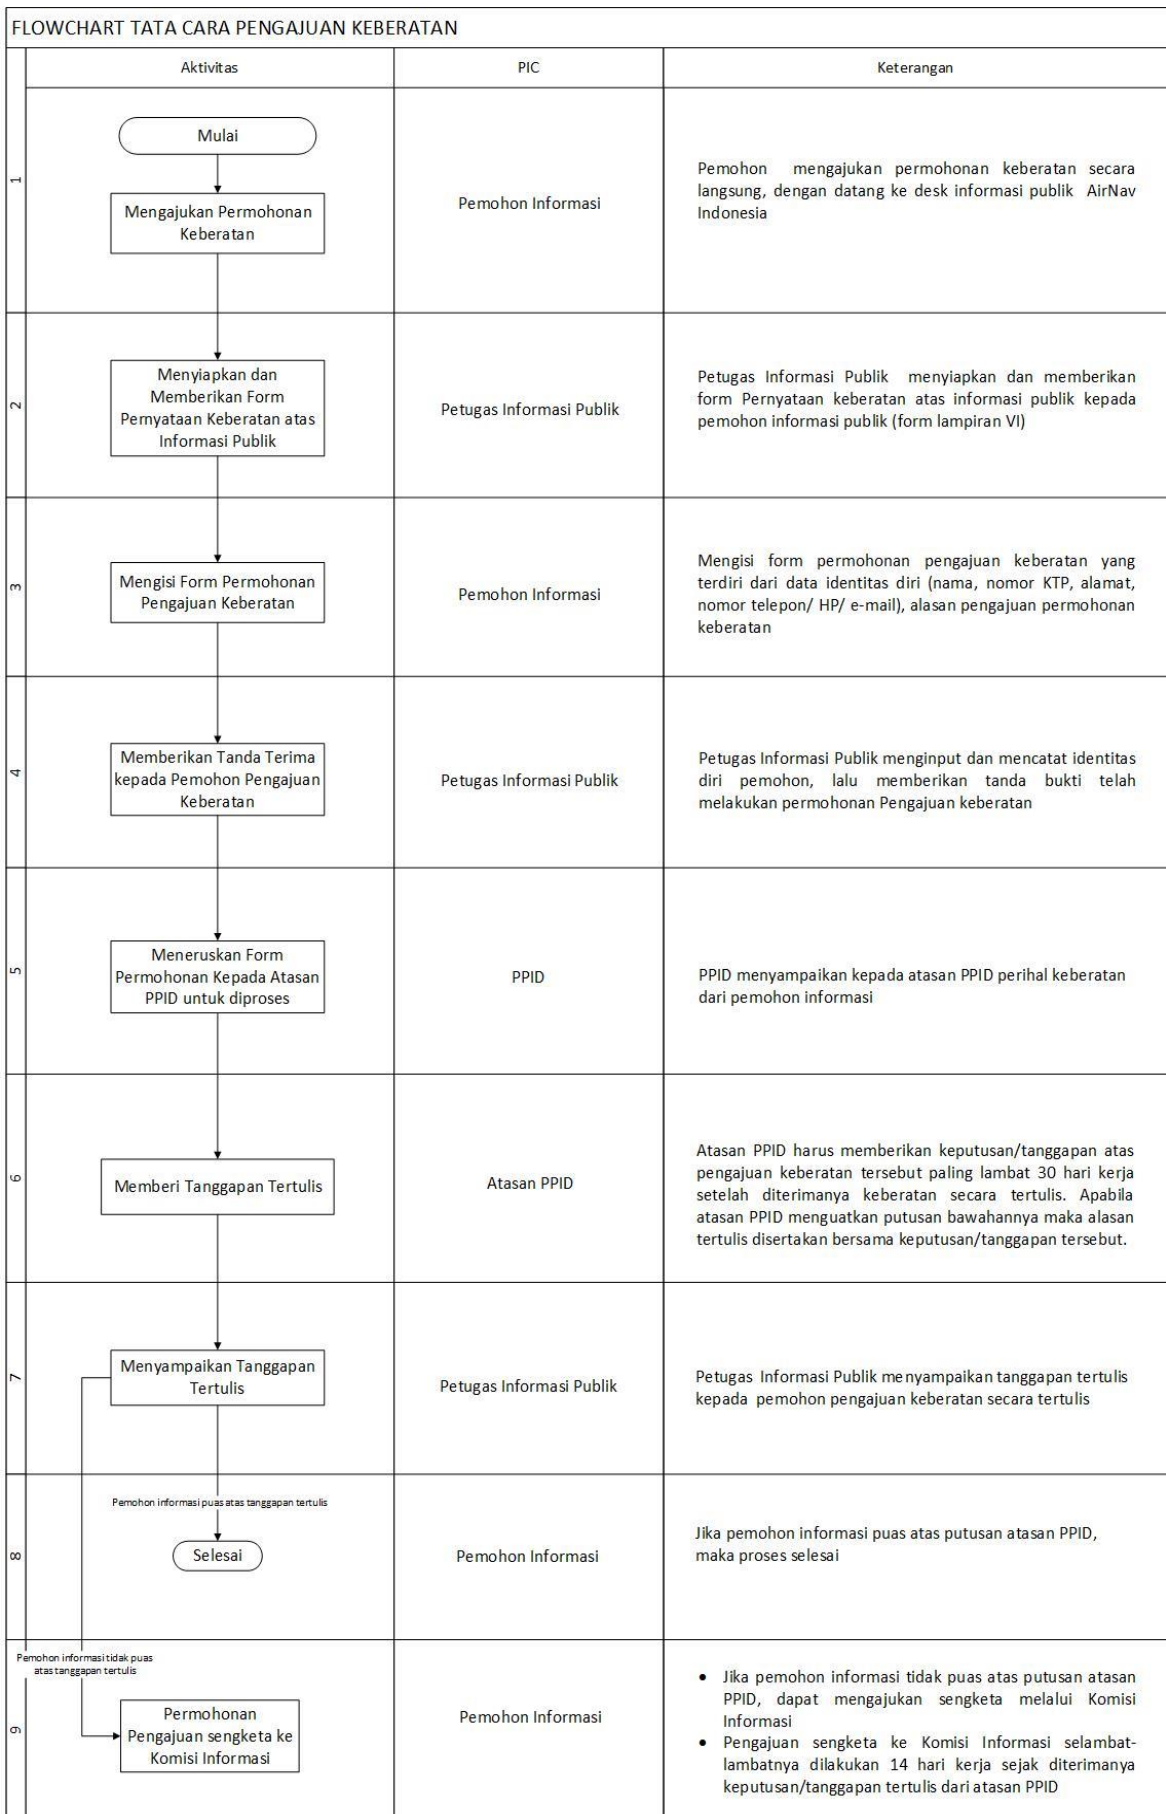 FLOWCHART TATA CARA PENGAJUAN KEBERATAN
Aktivitas
PIC
Keterangan
1
Mulai
Mengajukan Permohonan
Keberatan
Pemohon Informasi
Pemohon mengajukan permohonan keberatan secara
langsung, dengan datang ke desk informasi publik AirNav
Indonesia
2
Menyiapkan dan
Memberikan Form
Pernyataan Keberatan atas
Informasi Publik
Petugas Informasi Publik
Petugas Informasi Publik menyiapkan dan memberikan
form Pernyataan keberatan atas informasi publik kepada
pemohon informasi publik (form lampiran VI)
3
Mengisi Form Permohonan
Pengajuan Keberatan
Pemohon Informasi
Mengisi form permohonan pengajuan keberatan yang
terdiri dari data identitas diri (nama, nomor KTP, alamat,
nomor telepon/ HP/ e-mail), alasan pengajuan permohonan
keberatan
4
Memberikan Tanda Terima
kepada Pemohon Pengajuan
Keberatan
Petugas Informasi Publik
Petugas Informasi Publik menginput dan mencatat identitas
diri pemohon, lalu memberikan tanda bukti telah
melakukan permohonan Pengajuan keberatan
5
Meneruskan Form
Permohonan Kepada Atasan
PPID untuk diproses
PPID
PPID menyampaikan kepada atasan PPID perihal keberatan
dari pemohon informasi
6
Memberi Tanggapan Tertulis
Atasan PPID
Atasan PPID harus memberikan keputusan/tanggapan atas
pengajuan keberatan tersebut paling lambat 30 hari kerja
setelah diterimanya keberatan secara tertulis. Apabila
atasan PPID menguatkan putusan bawahannya maka alasan
tertulis disertakan bersama keputusan/tanggapan tersebut.
7
Menyampaikan Tanggapan
Tertulis
Petugas Informasi Publik
Petugas Informasi Publik menyampaikan tanggapan tertulis
kepada pemohon pengajuan keberatan secara tertulis
8
Pemohon informasi puas atas tanggapan tertulis
Selesai
Pemohon Informasi
Jika pemohon informasi puas atas putusan atasan PPID,
maka proses selesai
9
Pemohon informasi tidak puas
atas tanggapan tertulis
Permohonan
Pengajuan sengketa ke
Komisi Informasi
Pemohon Informasi
• Jika pemohon informasi tidak puas atas putusan atasan
PPID, dapat mengajukan sengketa melalui Komisi
Informasi
• Pengajuan sengketa ke Komisi Informasi selambat-
lambatnya dilakukan 14 hari kerja sejak diterimanya
keputusan/tanggapan tertulis dari atasan PPID